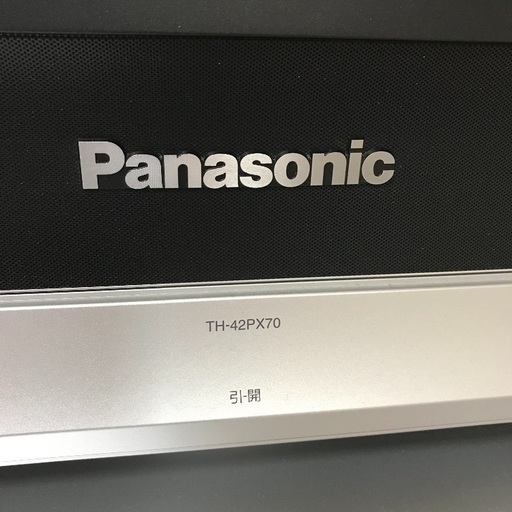 Panasonic
TH-42PX70
引-開